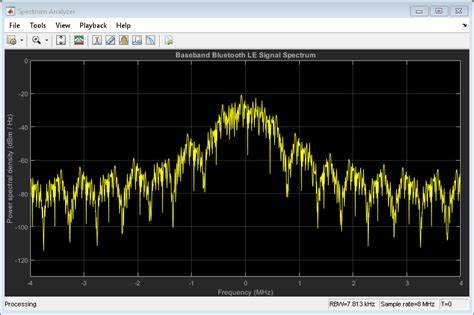 Spectrum Analyzer
File Tools View Playback Help
Baseband Bluetooth LE Signal Spectrum
Power spectral density (dBm / Hz)
0
-20
-40
-60
-80
-100
-120
-4 -3 -2 -1 0 1 2 3 4
Frequency (MHz)
Processing RBW=7.813 kHz Sample rate=8 MHz T=0